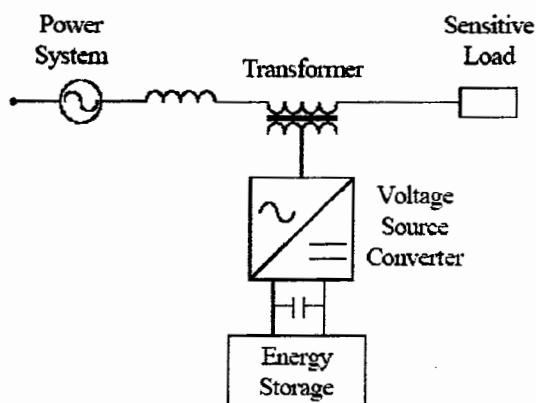 Power
System
Transformer
Sensitive
Load
Voltage
Source
Converter
Energy
Storage